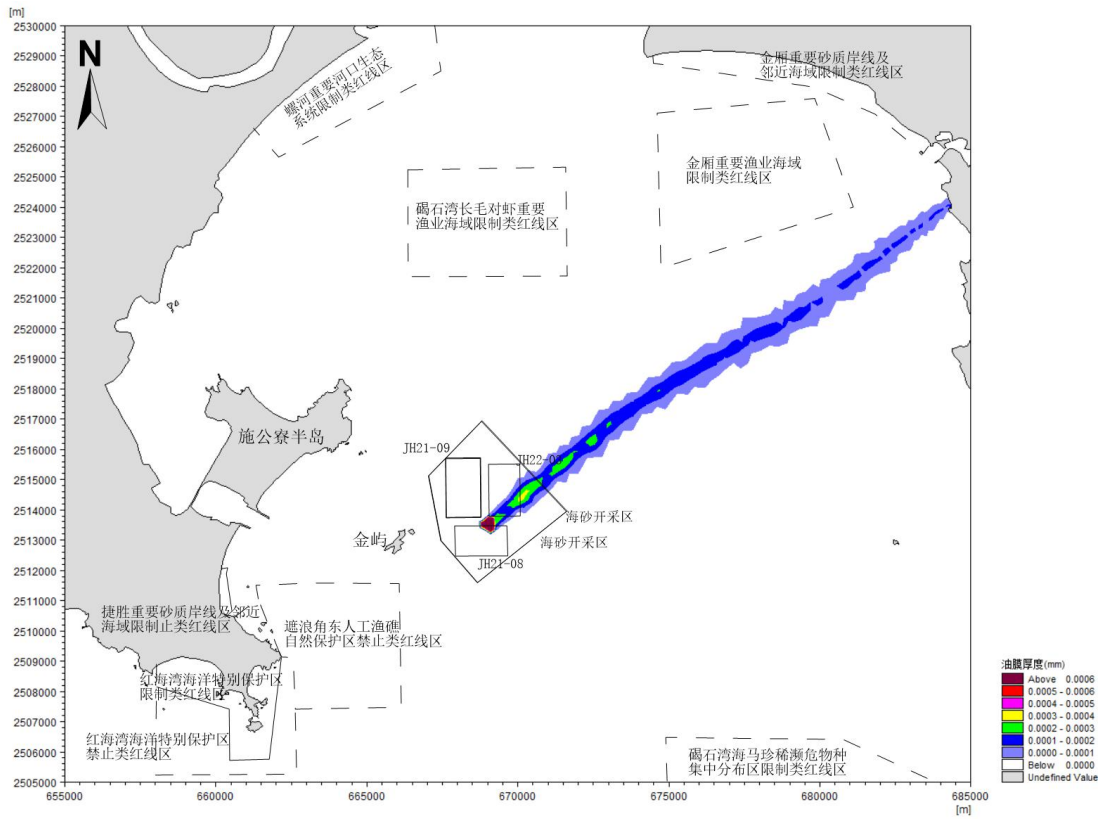 [m]
2530000
2529000
2528000
2527000
2526000
2525000
2524000
2523000
2522000
2521000
2520000
2519000
2518000
2517000
2516000
2515000
2514000
2513000
2512000
2511000
2510000
2509000
2508000
2507000
2506000
2505000
N
螺河重要河口生态
系统限制类红线区
金厢重要砂质岸线及
邻近海域限制类红线区
金厢重要渔业海域
限制类红线区
碣石湾长毛对虾重要
渔业海域限制类红线区
施公寮半岛
JH21-09
海砂开采区
金屿
海砂开采区
JH21-08
捷胜重要砂质岸线及邻近
海域限制止类红线区
遮浪角东人工渔礁
自然保护区禁止类红线区
红海湾海洋特别保护区
限制类红线区
红海湾海洋特别保护区
禁止类红线区
碣石湾海马珍稀濒危物种
集中分布区限制类红线区
655000
660000
665000
670000
675000
680000
685000
[m]
油膜厚度(mm)
Above 0.0006
0.0005 - 0.0006
0.0004 - 0.0005
0.0003 - 0.0004
0.0002 - 0.0003
0.0001 - 0.0002
0.0000 - 0.0001
Below 0.0000
Undefined Value